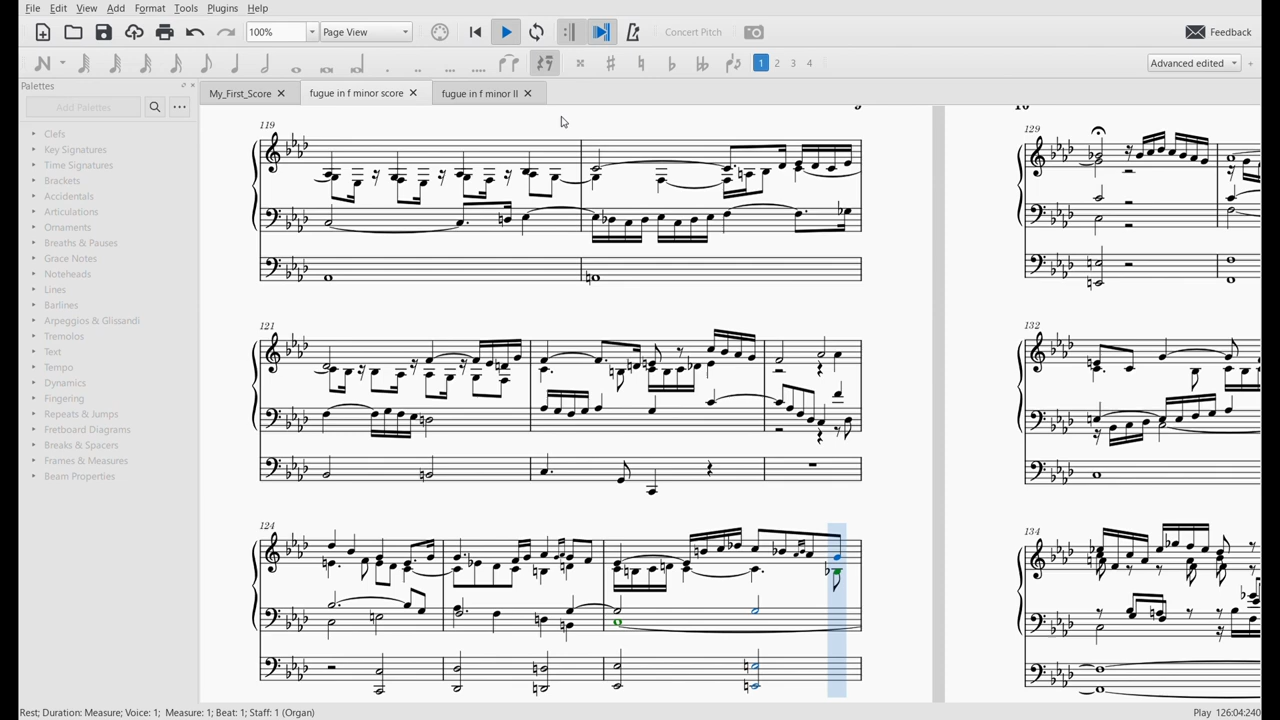 File Edit View Add Format Tools Plugins Help
100% Page View Concert Pitch Feedback
1 2 3 4 Advanced edited
Palettes
My_First_Score fugue in f minor score fugue in f minor II
Add Palettes
Clefs
Key Signatures
Time Signatures
Brackets
Accidentals
Articulations
Ornaments
Breaths & Pauses
Grace Notes
Noteheads
Lines
Barlines
Arpeggios & Glissandi
Tremolos
Text
Tempo
Dynamics
Fingering
Repeats & Jumps
Fretboard Diagrams
Breaks & Spacers
Frames & Measures
Beam Properties
119
121
124
129
132
134
Rest; Duration: Measure; Voice: 1; Measure: 1; Beat: 1; Staff: 1 (Organ) Play 126:04:240